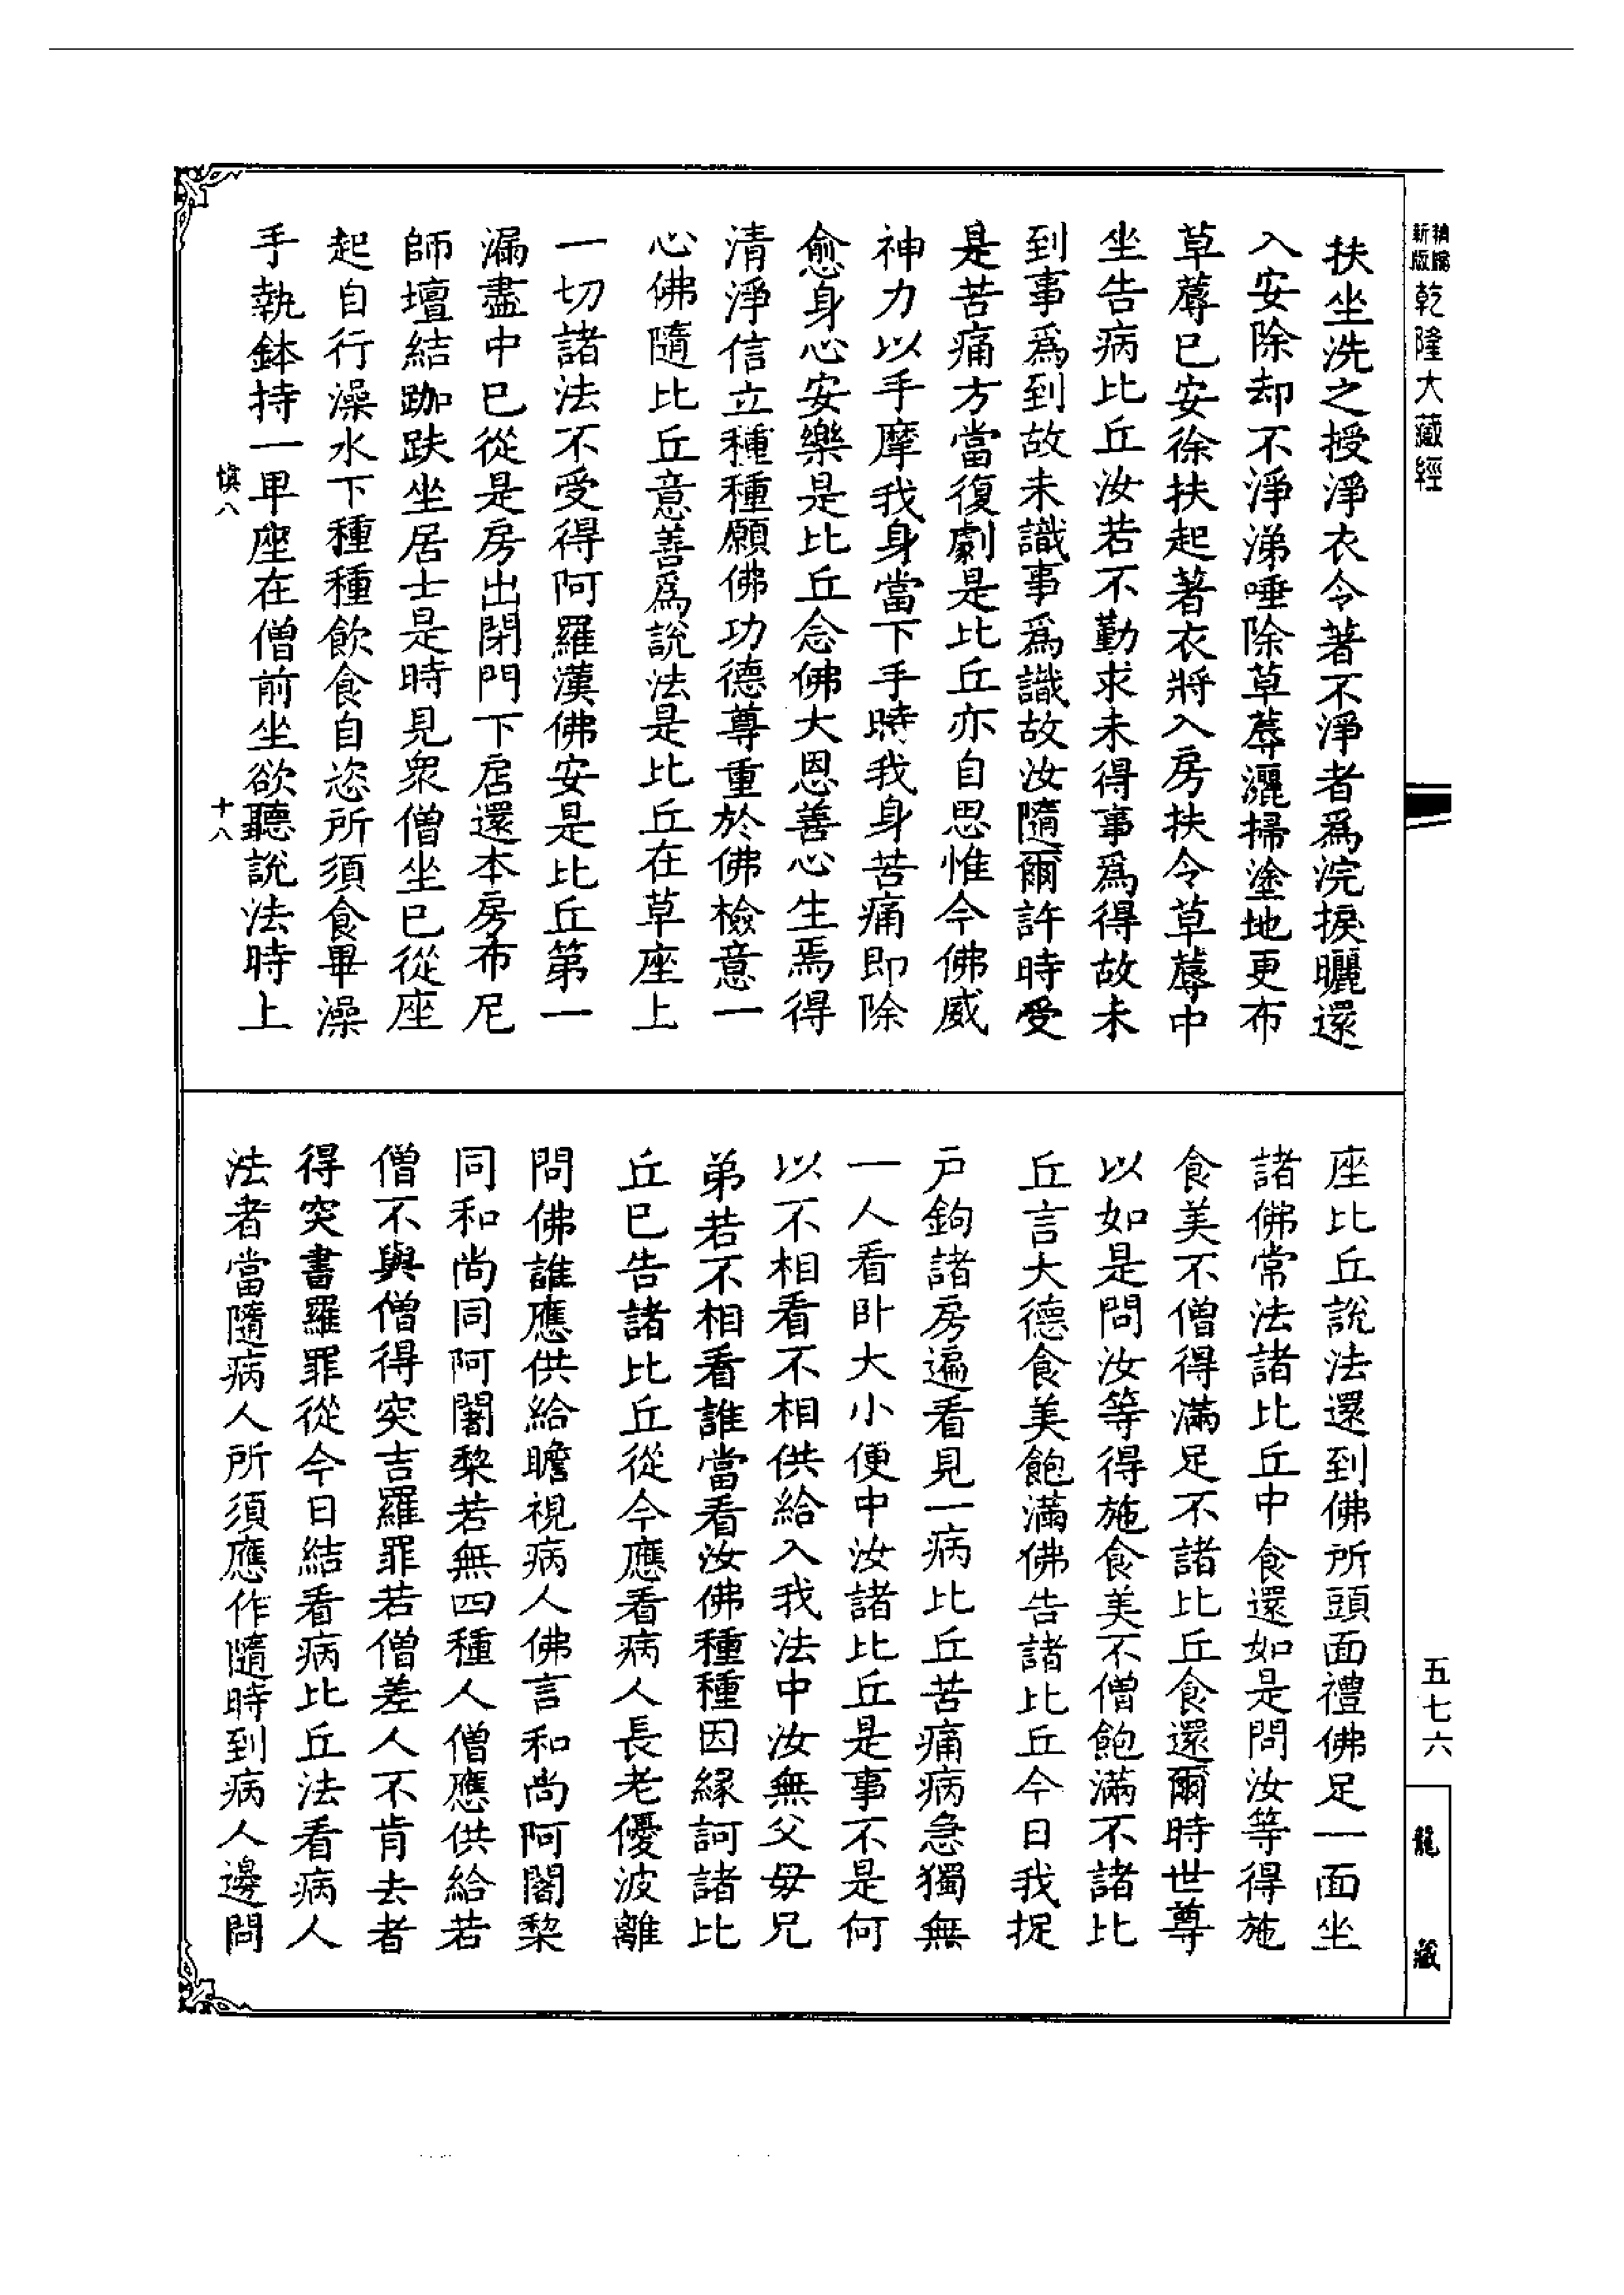 新版
乾隆大藏經
五七六
龍藏
扶坐洗之授淨衣令著不淨者爲浣捩曬還
入安除却不淨涕唾除草蓐灑掃塗地更布
草蓐已安徐扶起著衣將入房扶令草蓐中
坐告病比丘汝若不勤求未得事爲得故未
到事爲到故未識事爲識故汝隨爾許時受
是苦痛方當復劇是比丘亦自思惟今佛威
神力以手摩我身當下手時我身苦痛即除
愈身心安樂是比丘念佛大恩善心生焉得
清淨信立種種願佛功德尊重於佛檢意一
心佛隨比丘意善爲說法是比丘在草座上
一切諸法不受得阿羅漢佛安是比丘第一
漏盡中已從是房出閉門下扂還本房布尼
師壇結跏趺坐居士是時見衆僧坐已從座
起自行澡水下種種飲食自恣所須食畢澡
手執鉢持一卑座在僧前坐欲聽說法時上
慎八
十八
座比丘說法還到佛所頭面禮佛足一面坐
諸佛常法諸比丘中食還如是問汝等得施
食美不僧得滿足不諸比丘食還爾時世尊
以如是問汝等得施食美不僧飽滿不諸比
丘言大德食美飽滿佛告諸比丘今日我捉
戶鉤諸房遍看見一病比丘苦痛病急獨無
一人看卧大小便中汝諸比丘是事不是何
以不相看不相供給入我法中汝無父母兄
弟若不相看誰當看汝佛種種因緣訶諸比
丘已告諸比丘從今應看病人長老優波離
問佛誰應供給瞻視病人佛言和尚阿闍梨
同和尚同阿闍梨若無四種人僧應供給若
僧不與僧得突吉羅罪若僧差人不肯去者
得突書羅罪從今日結看病比丘法看病人
法者當隨病人所須應作隨時到病人邊問